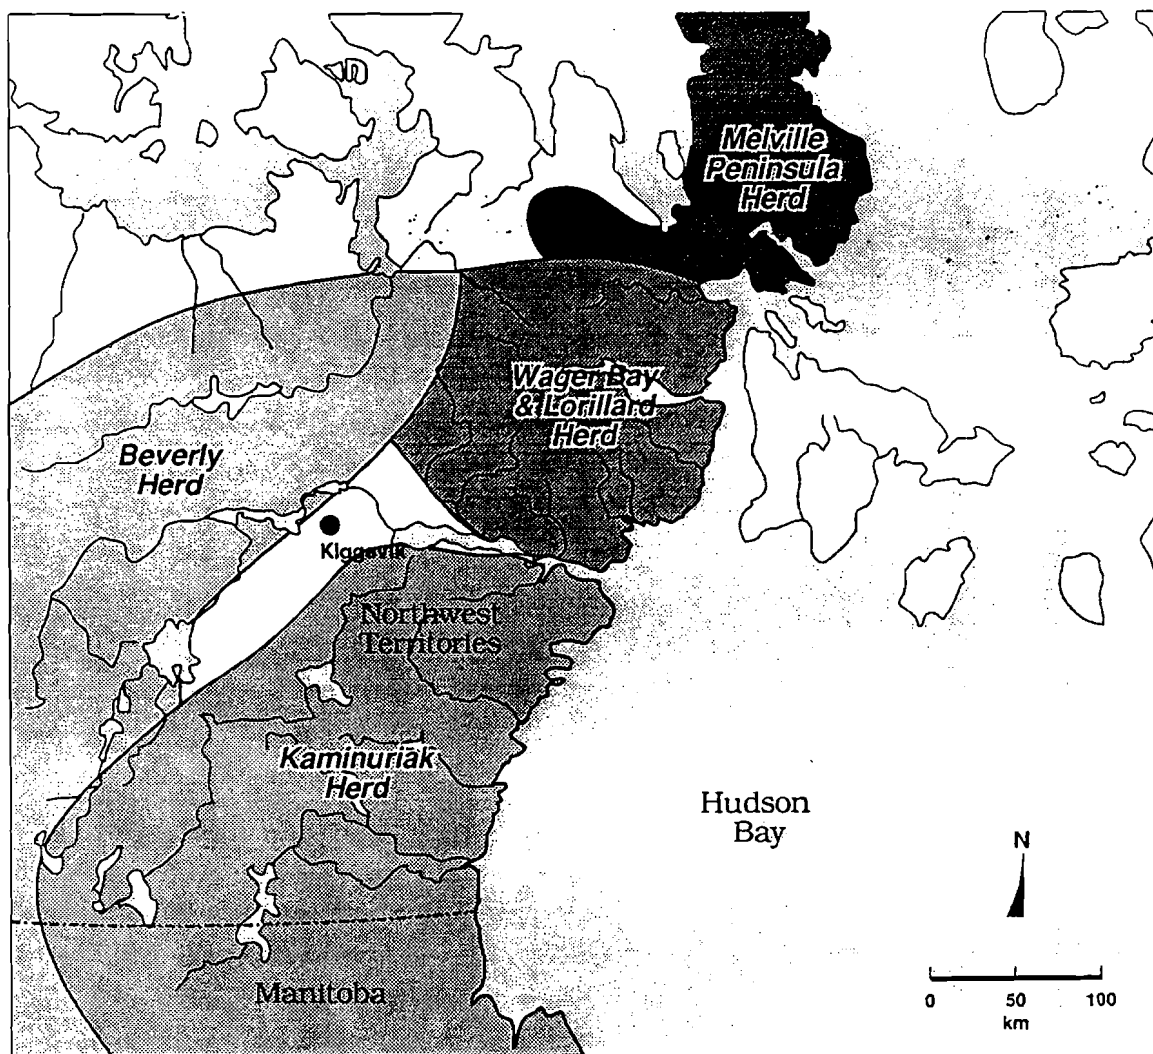 Melville
Peninsula
Herd
Wager Bay
& Lorillard
Herd
Beverly
Herd
Kiggavik
Northwest
Territories
Kaminuriak
Herd
Hudson
Bay
N
Manitoba
0 50 100
km